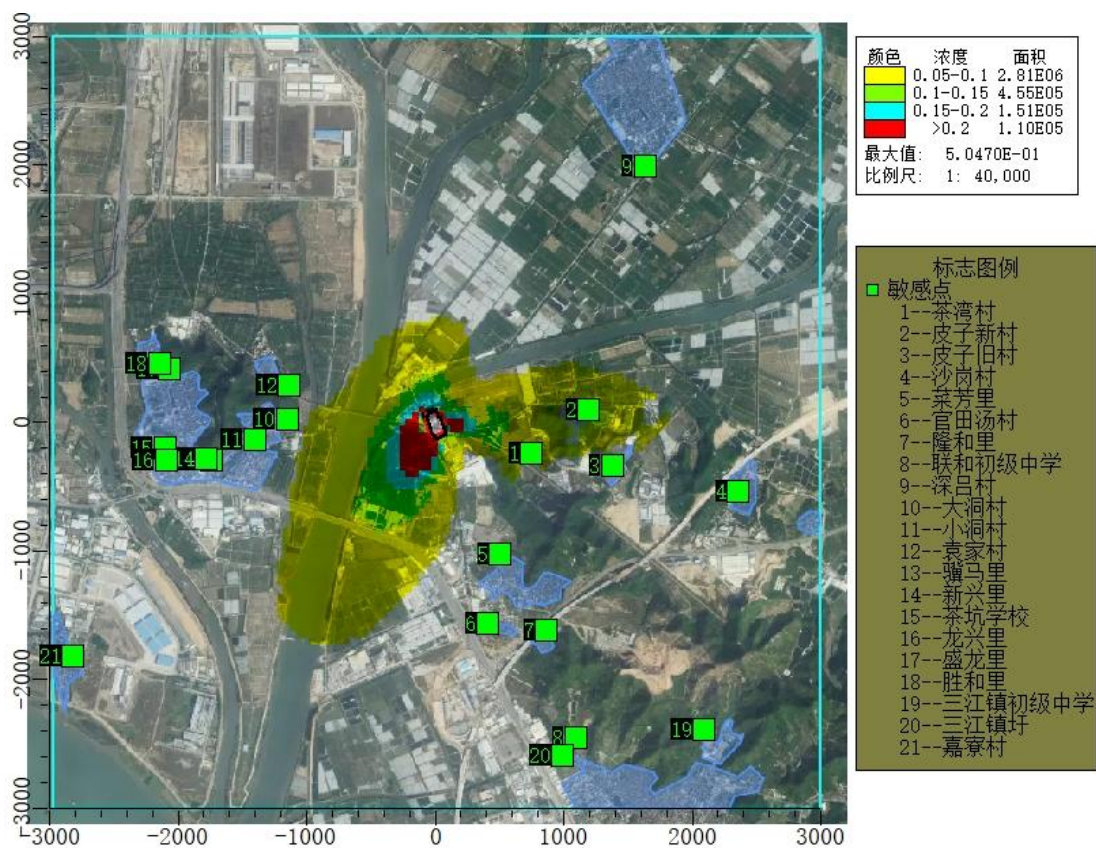 颜色 浓度 面积
0.05-0.1 2.81E06
0.1-0.15 4.55E05
0.15-0.2 1.51E05
>0.2 1.10E05
最大值: 5.0470E-01
比例尺: 1: 40,000
标志图例
敏感点
1--茶湾村
2--皮子新村
3--皮子旧村
4--沙岗村
5--菜芳里
6--官田汤村
7--隆和里
8--联和初级中学
9--深吕村
10--大洞村
11--小洞村
12--袁家村
13--骥马里
14--新兴里
15--茶坑学校
16--龙兴里
17--盛龙里
18--胜和里
19--三江镇初级中学
20--三江镇圩
21--嘉寮村
3000
2000
1000
0
-1000
-2000
-3000
-3000 -2000 -1000 0 1000 2000 3000
9
18
12
10
11
15
16
14
2
1
3
4
5
6
7
21
8
20
19